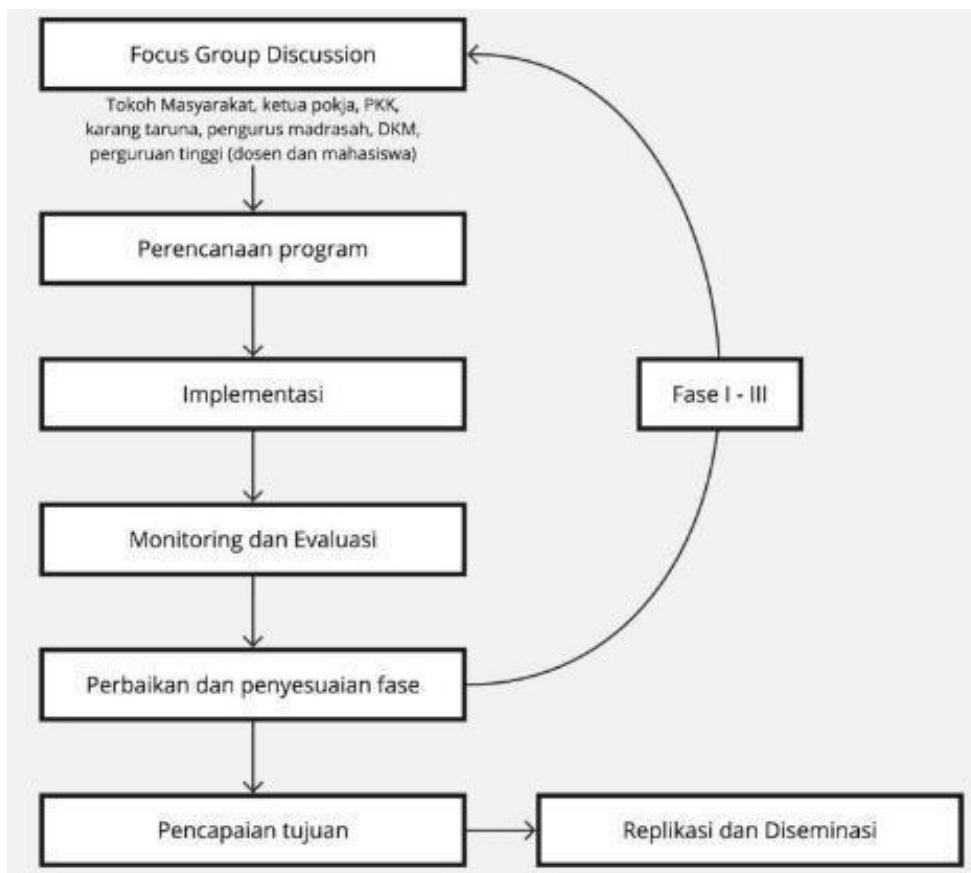 Focus Group Discussion
Tokoh Masyarakat, ketua pokja, PKK,
karang taruna, pengurus madrasah, DKM,
perguruan tinggi (dosen dan mahasiswa)
Perencanaan program
Implementasi
Fase I - III
Monitoring dan Evaluasi
Perbaikan dan penyesuaian fase
Pencapaian tujuan
Replikasi dan Diseminasi